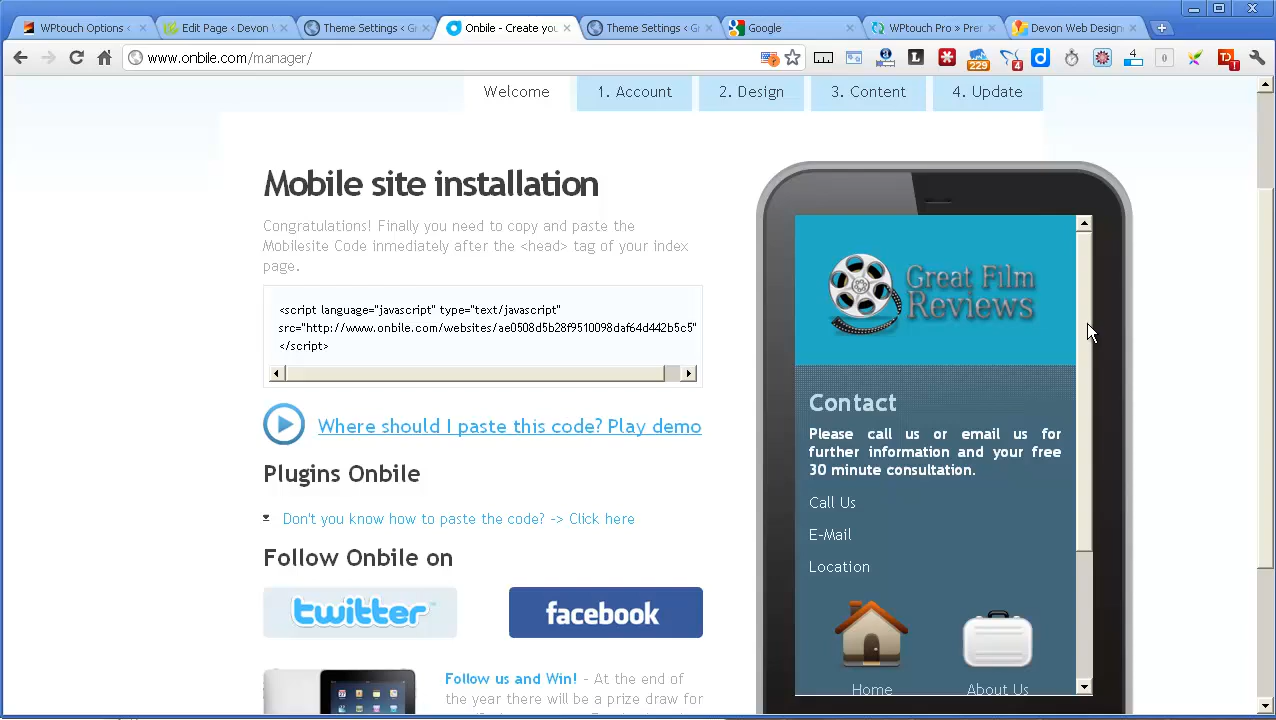 WPtouch Options <
Edit Page < Devon W
Theme Settings < Gr
Onbile - Create you
Theme Settings < Gr
Google
WPtouch Pro » Prem
Devon Web Design
www.onbile.com/manager/
229
4
4
0
TD
Welcome
1. Account
2. Design
3. Content
4. Update
Mobile site installation
Congratulations! Finally you need to copy and paste the
Mobilesite Code inmediately after the <head> tag of your index
page.
<script language="javascript" type="text/javascript"
src="http://www.onbile.com/websites/ae0508d5b28f9510098daf64d442b5c5"
</script>
Where should I paste this code? Play demo
Plugins Onbile
Don't you know how to paste the code? -> Click here
Follow Onbile on
twitter
facebook
Follow us and Win! - At the end of
the year there will be a prize draw for
Great Film
Reviews
Contact
Please call us or email us for
further information and your free
30 minute consultation.
Call Us
E-Mail
Location
Home
About Us